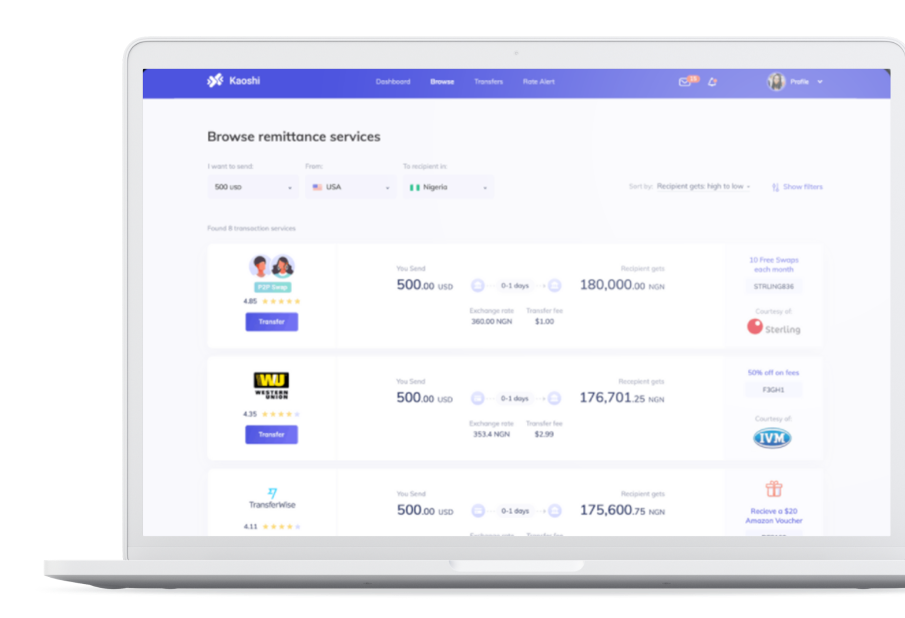 Kaoshi
Dashboard Browse Transfers Rate Alert Profile
Browse remittance services
I want to send: From: To recipient in:
500 USD USA Nigeria
Sort by: Recipient gets: high to low Show filters
Found 8 transaction services
P2P Swap
4.85
Transfer
You Send
500.00 USD
0-1 days
Recipient gets
180,000.00 NGN
Exchange rate Transfer fee
360.00 NGN $1.00
10 Free Swaps
each month
STRLING836
Courtesy of:
Sterling
WU
WESTERN
UNION
4.35
Transfer
You Send
500.00 USD
0-1 days
Recepient gets
176,701.25 NGN
Exchange rate Transfer fee
353.4 NGN $2.99
50% off on fees
F3GH1
Courtesy of:
IVM
TransferWise
4.11
You Send
500.00 USD
0-1 days
Recipient gets
175,600.75 NGN
Exchange rate Transfer fee
Recieve a $20
Amazon Voucher